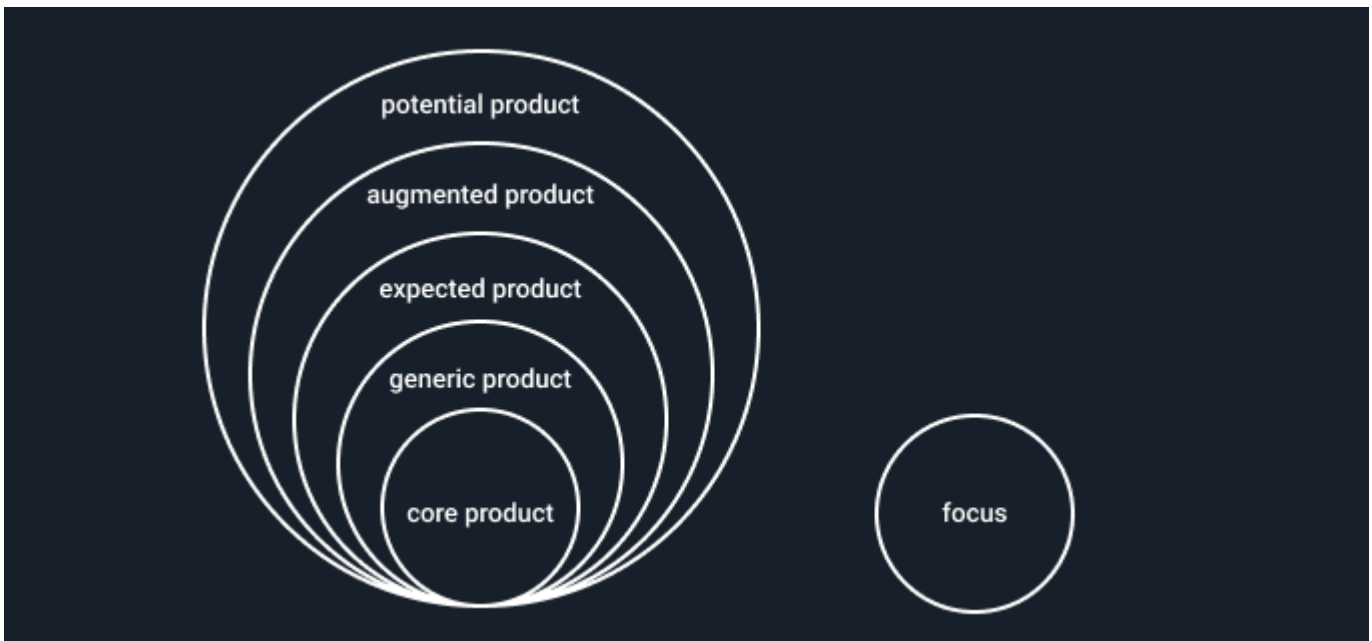 potential product
augmented product
expected product
generic product
core product
focus